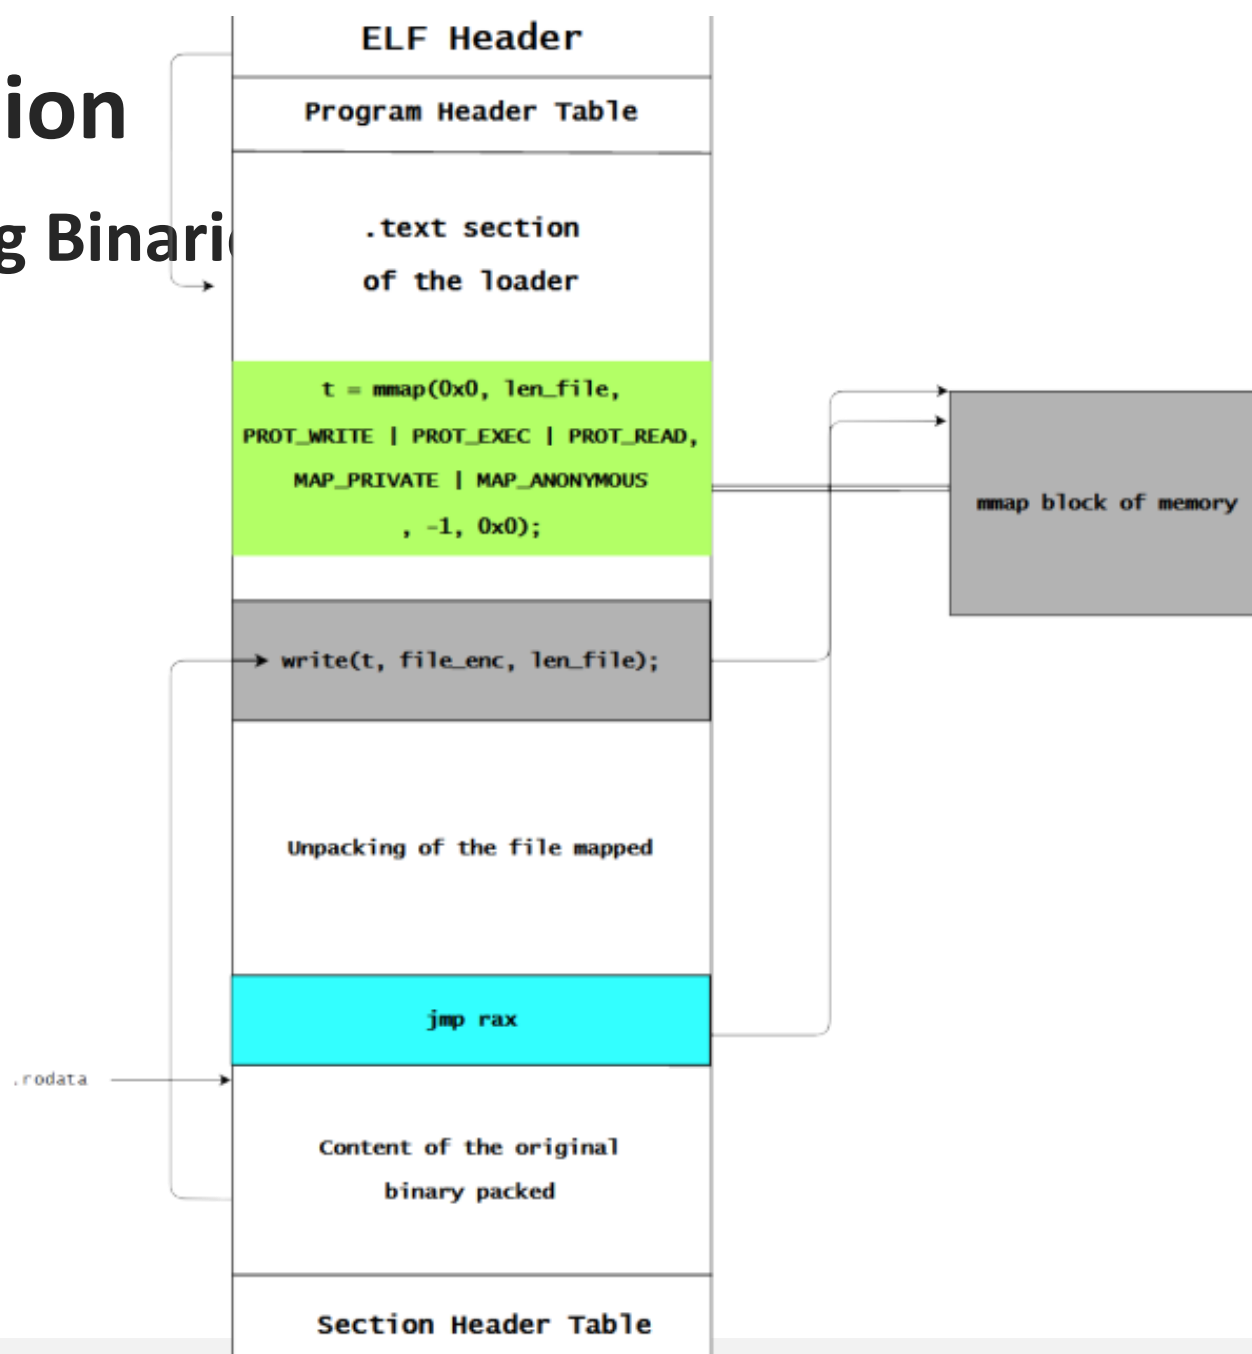 ELF Header
ion
Program Header Table
g Binari
.text section
of the loader
t = mmap(0x0, len_file,
PROT_WRITE | PROT_EXEC | PROT_READ,
MAP_PRIVATE | MAP_ANONYMOUS
, -1, 0x0);
mmap block of memory
write(t, file_enc, len_file);
Unpacking of the file mapped
jmp rax
.rodata
Content of the original
binary packed
Section Header Table